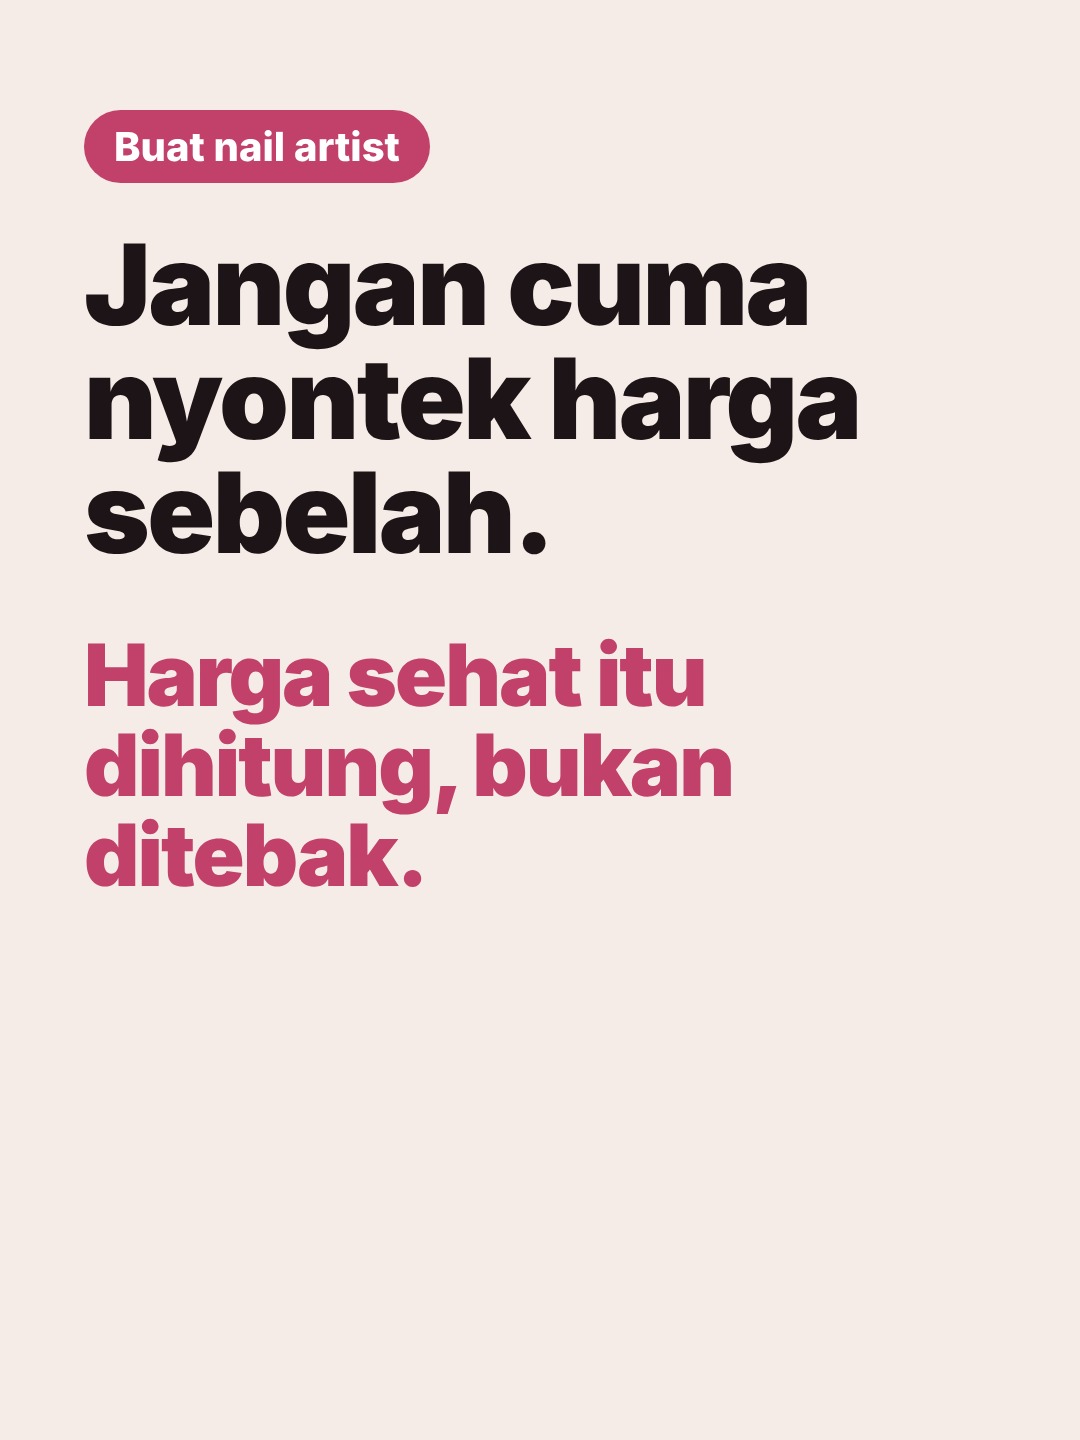 Buat nail artist
Jangan cuma
nyontek harga
sebelah.
Harga sehat itu
dihitung, bukan
ditebak.